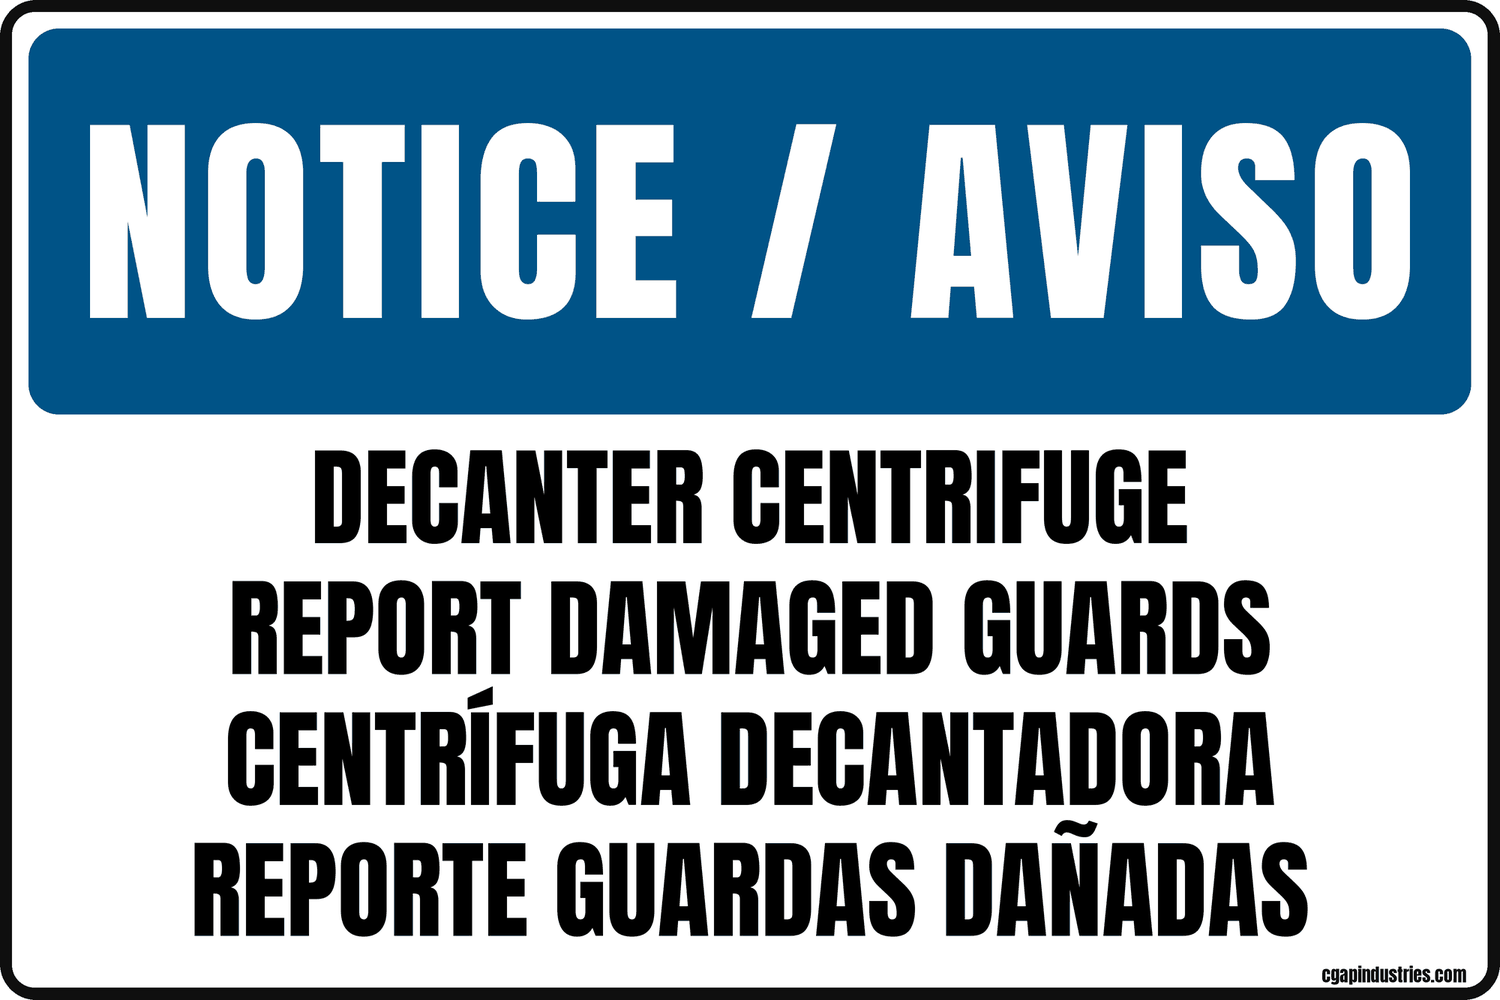 NOTICE / AVISO
DECANTER CENTRIFUGE
REPORT DAMAGED GUARDS
CENTRÍFUGA DECANTADORA
REPORTE GUARDAS DAÑADAS
cgapindustries.com